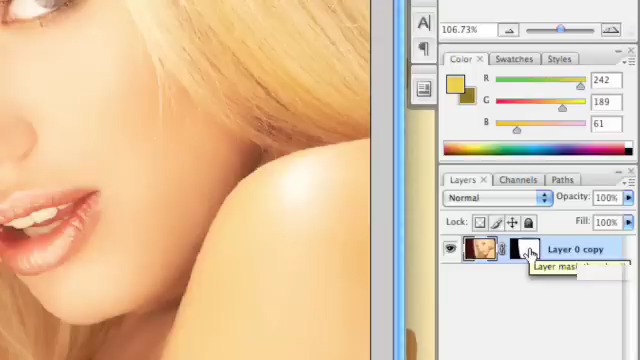 106.73%
A
¶
Color × Swatches Styles
R 242
G 189
B 61
Layers × Channels Paths
Normal Opacity: 100%
Lock: Fill: 100%
Layer 0 copy
Layer mask